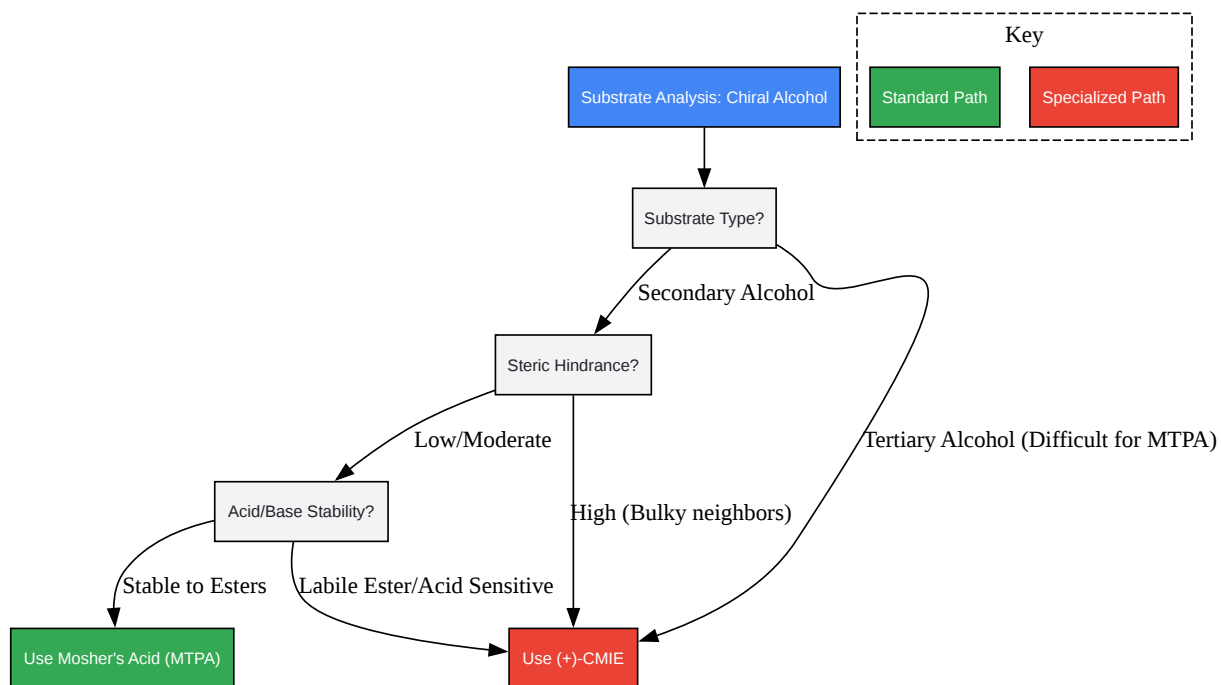 Key
Substrate Analysis: Chiral Alcohol
Standard Path
Specialized Path
Substrate Type?
Secondary Alcohol
Steric Hindrance?
Low/Moderate
Tertiary Alcohol (Difficult for MTPA)
Acid/Base Stability?
High (Bulky neighbors)
Stable to Esters
Labile Ester/Acid Sensitive
Use Mosher's Acid (MTPA)
Use (+)-CMIE